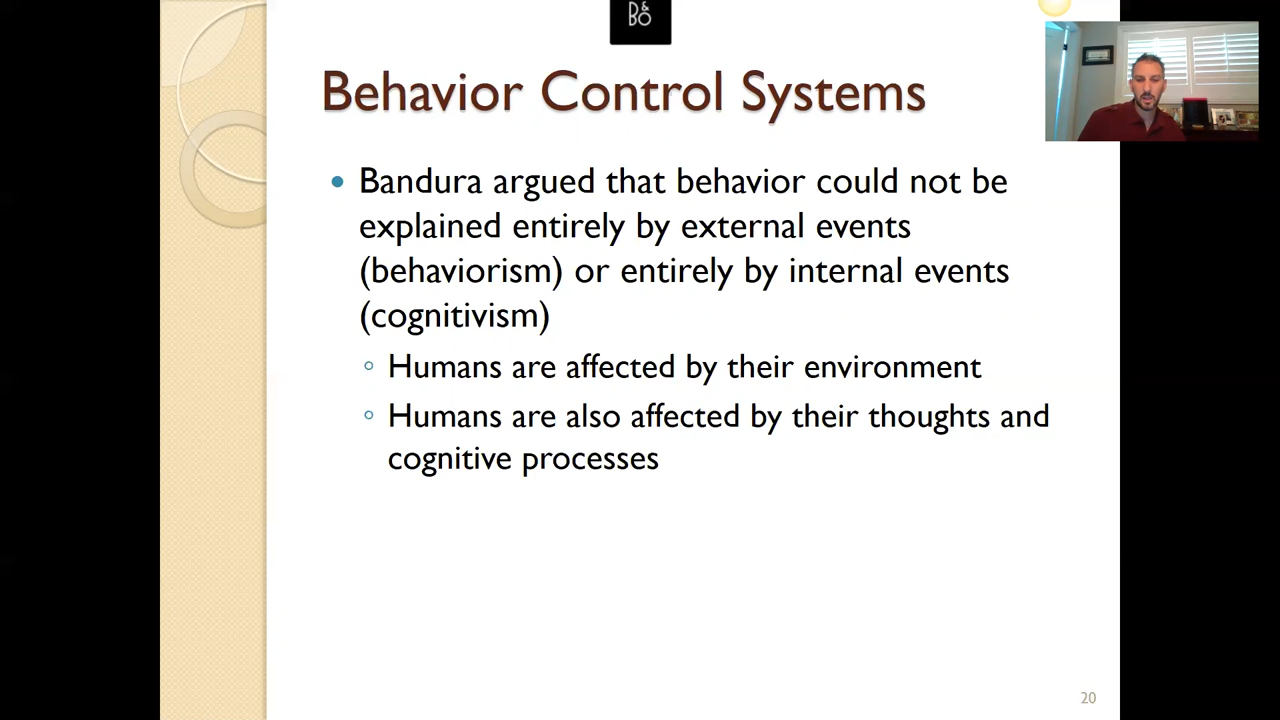 B&
BO
Behavior Control Systems
• Bandura argued that behavior could not be
explained entirely by external events
(behaviorism) or entirely by internal events
(cognitivism)
◦ Humans are affected by their environment
◦ Humans are also affected by their thoughts and
cognitive processes
20